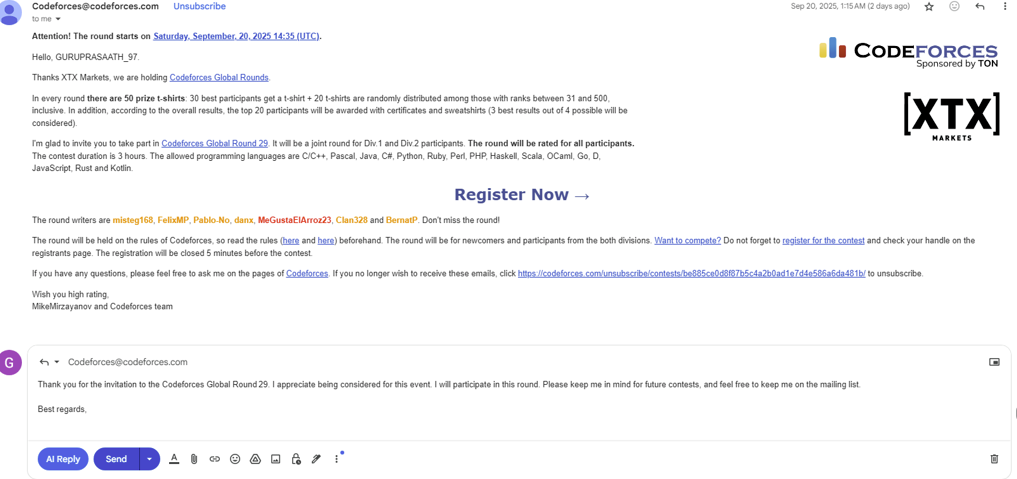 Codeforces@codeforces.com Unsubscribe Sep 20, 2025, 1:15 AM (2 days ago)
to me
Attention! The round starts on Saturday, September, 20, 2025 14:35 (UTC).
CODEFORCES
Sponsored by TON
Hello, GURUPRASAATH_97.
Thanks XTX Markets, we are holding Codeforces Global Rounds.
In every round there are 50 prize t-shirts: 30 best participants get a t-shirt + 20 t-shirts are randomly distributed among those with ranks between 31 and 500,
inclusive. In addition, according to the overall results, the top 20 participants will be awarded with certificates and sweatshirts (3 best results out of 4 possible will be
considered).
[XTX]
MARKETS
I'm glad to invite you to take part in Codeforces Global Round 29. It will be a joint round for Div.1 and Div.2 participants. The round will be rated for all participants.
The contest duration is 3 hours. The allowed programming languages are C/C++, Pascal, Java, C#, Python, Ruby, Perl, PHP, Haskell, Scala, OCaml, Go, D,
JavaScript, Rust and Kotlin.
Register Now →
The round writers are misteg168, FelixMP, Pablo-No, danx, MeGustaElArroz23, Clan328 and BernatP. Don't miss the round!
The round will be held on the rules of Codeforces, so read the rules (here and here) beforehand. The round will be for newcomers and participants from the both divisions. Want to compete? Do not forget to register for the contest and check your handle on the
registrants page. The registration will be closed 5 minutes before the contest.
If you have any questions, please feel free to ask me on the pages of Codeforces. If you no longer wish to receive these emails, click https://codeforces.com/unsubscribe/contests/be885ce0d8f87b5c4a2b0ad1e7d4e586a6da481b/ to unsubscribe.
Wish you high rating,
MikeMirzayanov and Codeforces team
G
Codeforces@codeforces.com
Thank you for the invitation to the Codeforces Global Round 29. I appreciate being considered for this event. I will participate in this round. Please keep me in mind for future contests, and feel free to keep me on the mailing list.
Best regards,
AI Reply Send A